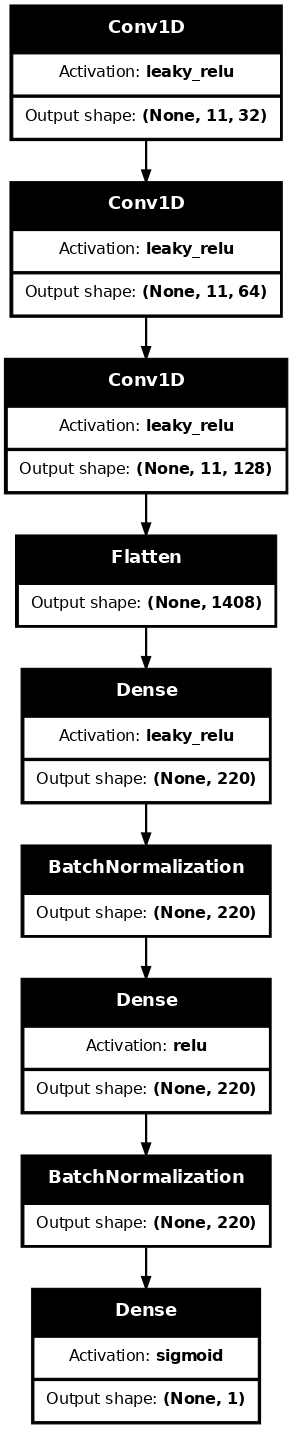 Conv1D
Activation: leaky_relu
Output shape: (None, 11, 32)
Conv1D
Activation: leaky_relu
Output shape: (None, 11, 64)
Conv1D
Activation: leaky_relu
Output shape: (None, 11, 128)
Flatten
Output shape: (None, 1408)
Dense
Activation: leaky_relu
Output shape: (None, 220)
BatchNormalization
Output shape: (None, 220)
Dense
Activation: relu
Output shape: (None, 220)
BatchNormalization
Output shape: (None, 220)
Dense
Activation: sigmoid
Output shape: (None, 1)